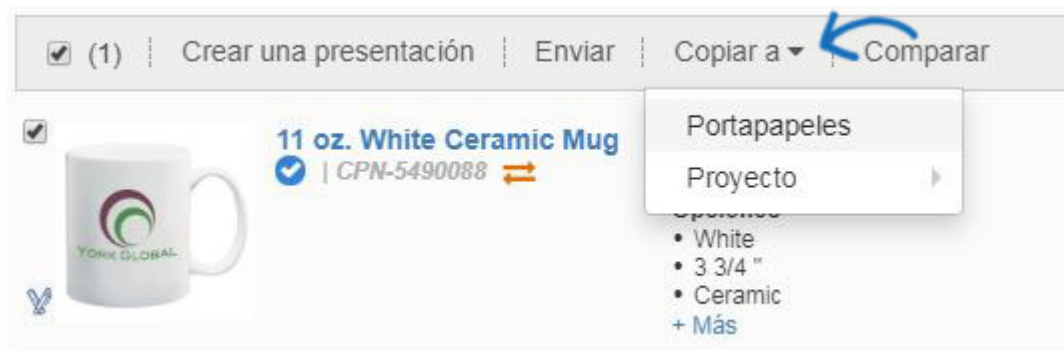 (1) Crear una presentación Enviar Copiar a Comparar
Portapapeles
Proyecto
11 oz. White Ceramic Mug
| CPN-5490088
YORK GLOBAL
Opciones
• White
• 3 3/4 "
• Ceramic
+ Más